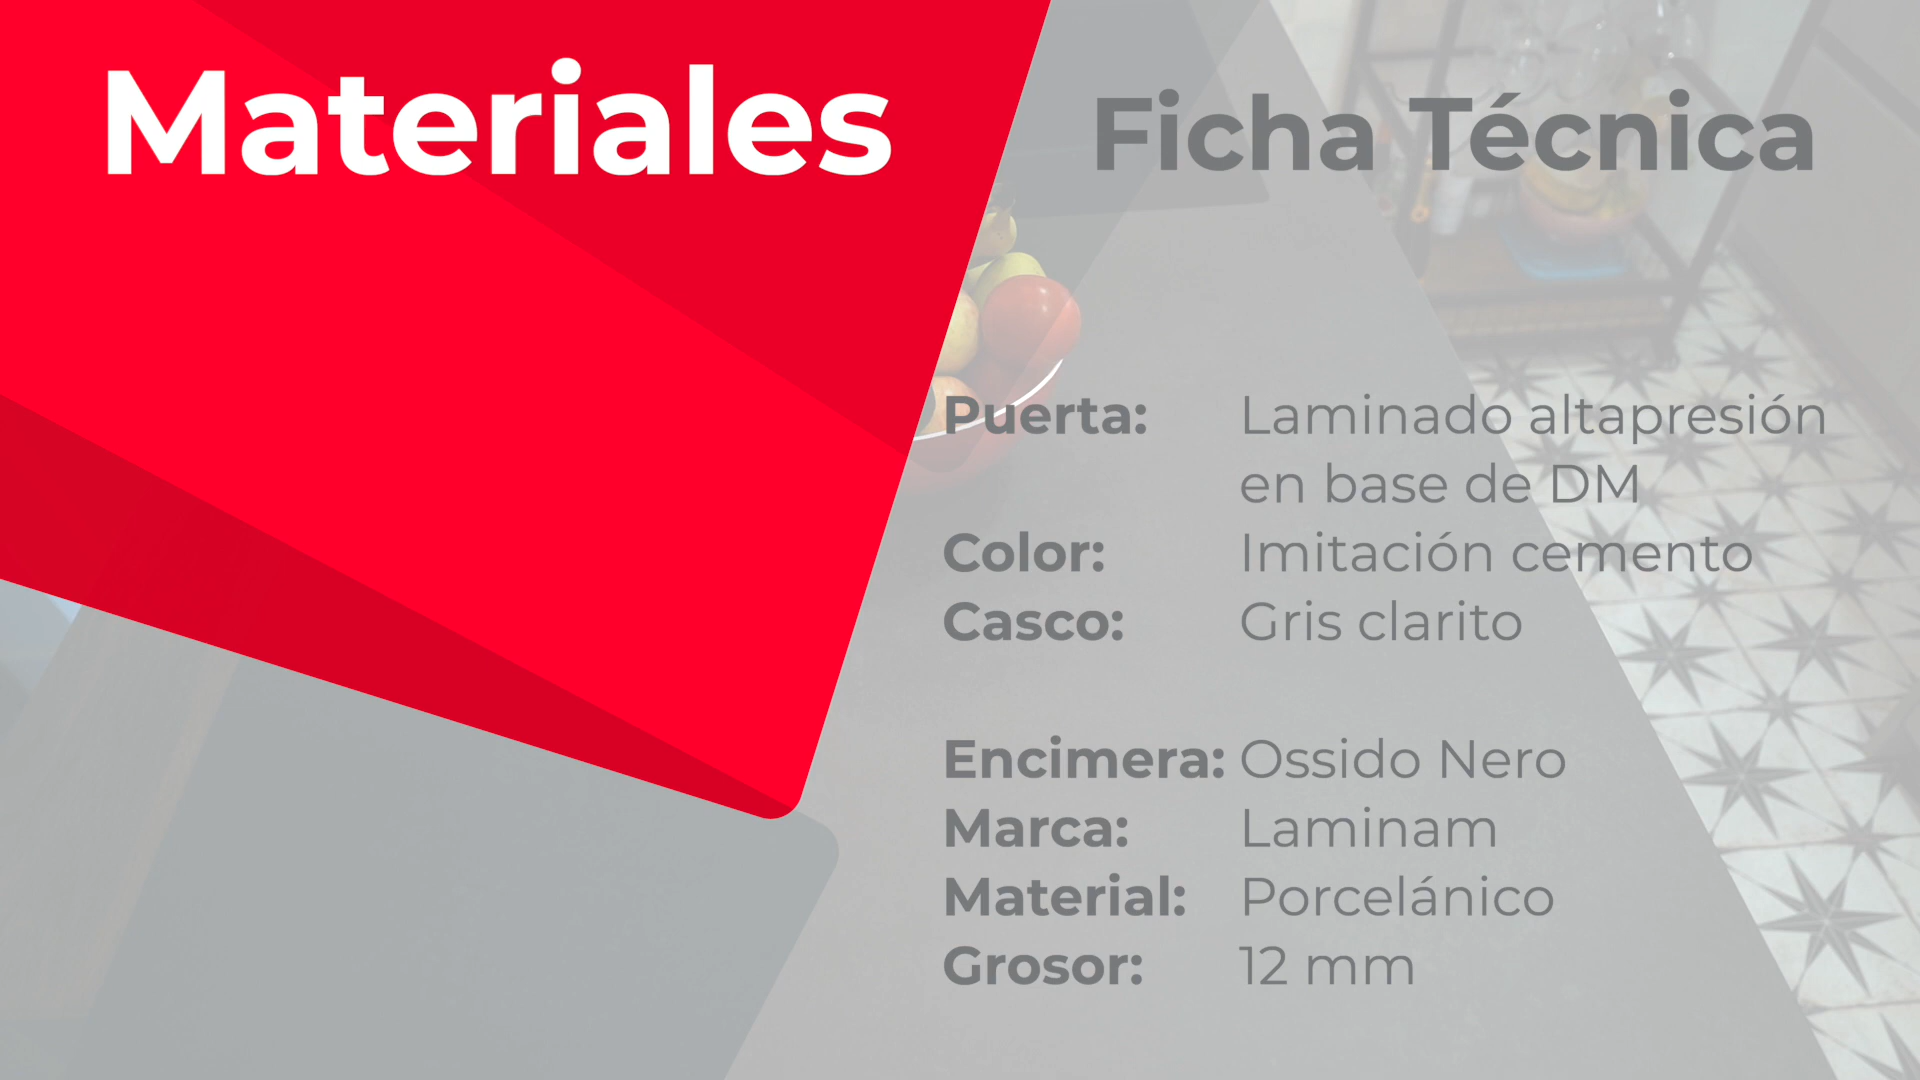 Materiales
Ficha Técnica
Puerta: Laminado altapresión
en base de DM
Color: Imitación cemento
Casco: Gris clarito
Encimera: Ossido Nero
Marca: Laminam
Material: Porcelánico
Grosor: 12 mm